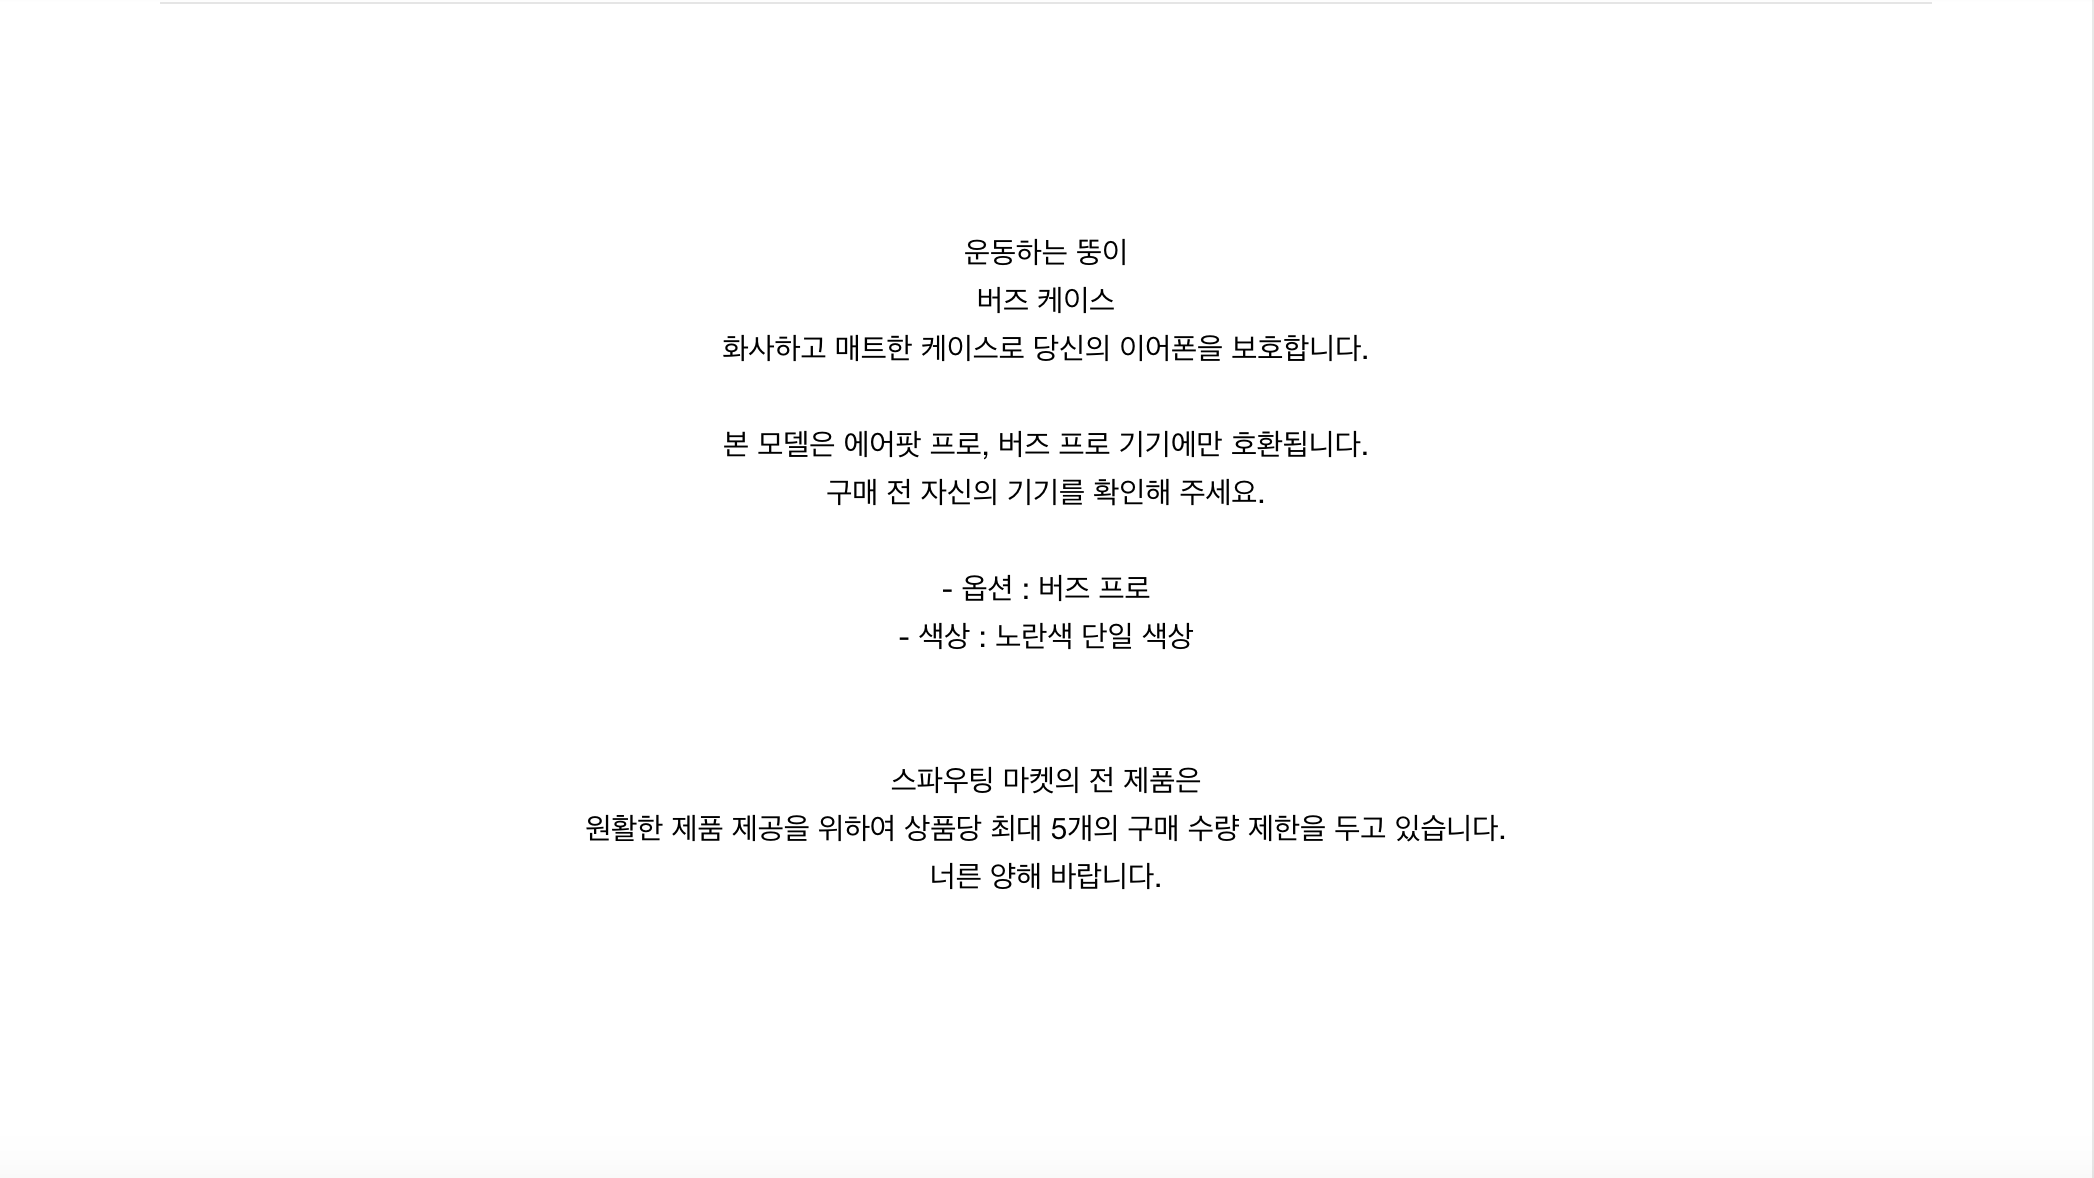 운동하는 뚱이
버즈 케이스
화사하고 매트한 케이스로 당신의 이어폰을 보호합니다.
본 모델은 에어팟 프로, 버즈 프로 기기에만 호환됩니다.
구매 전 자신의 기기를 확인해 주세요.
- 옵션 : 버즈 프로
- 색상 : 노란색 단일 색상
스파우팅 마켓의 전 제품은
원활한 제품 제공을 위하여 상품당 최대 5개의 구매 수량 제한을 두고 있습니다.
너른 양해 바랍니다.